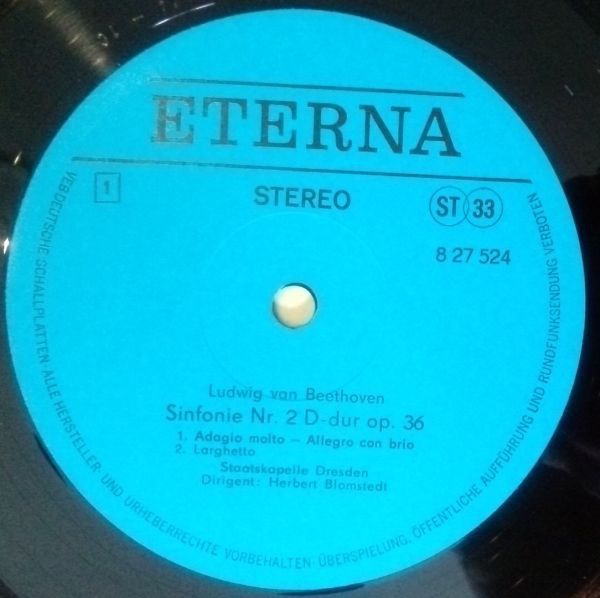 ETERNA
1
STEREO
ST 33
8 27 524
Ludwig van Beethoven
Sinfonie Nr. 2 D-dur op. 36
1. Adagio molto – Allegro con brio
2. Larghetto
Staatskapelle Dresden
Dirigent: Herbert Blomstedt
VEB DEUTSCHE SCHALLPLATTEN · ALLE HERSTELLER- UND URHEBERRECHTE VORBEHALTEN · ÜBERSPIELUNG, ÖFFENTLICHE AUFFÜHRUNG UND RUNDFUNKSENDUNG VERBOTEN